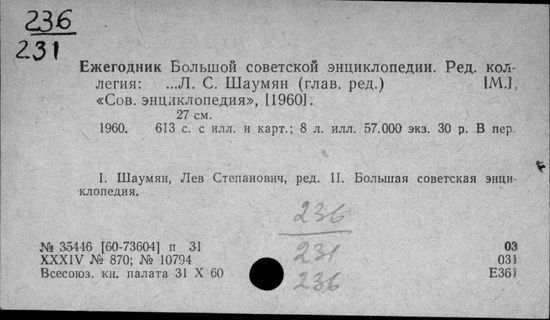 236
231
Ежегодник Большой советской энциклопедии. Ред. кол-
легия: ...Л. С. Шаумян (глав. ред.) [М.],
«Сов. энциклопедия», [1960].
27 см.
1960. 613 с. с илл. и карт.; 8 л. илл. 57.000 экз. 30 р. В пер.
I. Шаумян, Лев Степанович, ред. II. Большая советская энци-
клопедия.
236
231
236
№ 35446 [60-73604] п 31 03
XXXIV № 870; № 10794 031
Всесоюз. кн. палата 31 X 60 Е361